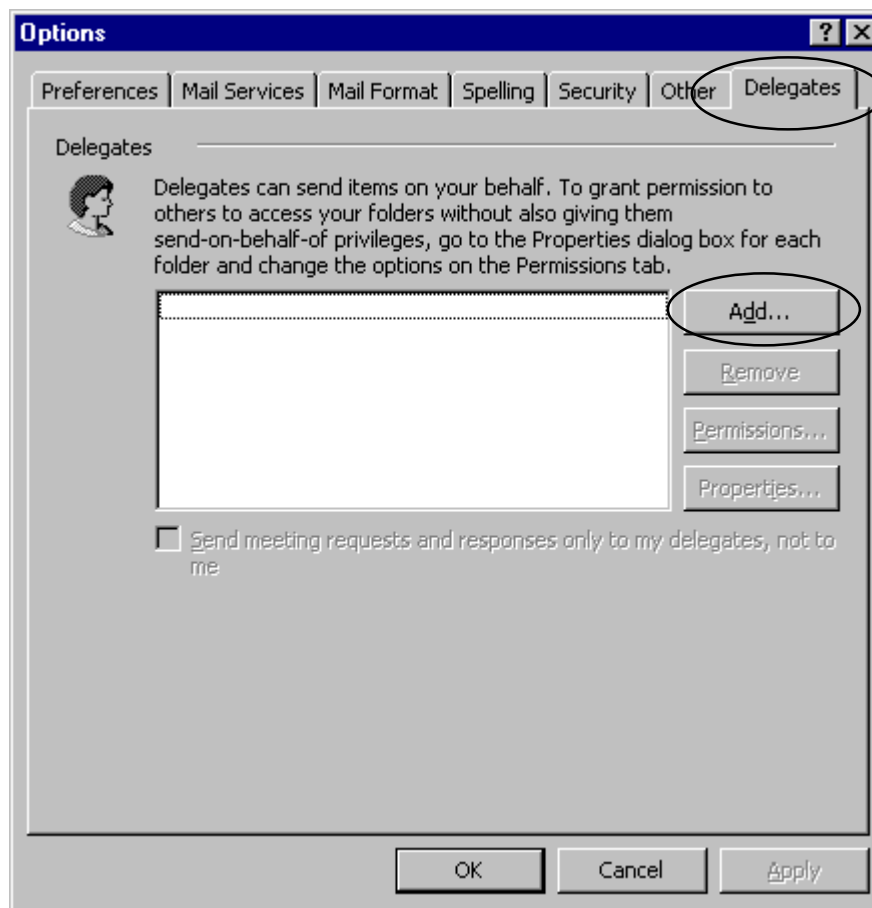 Options
Preferences Mail Services Mail Format Spelling Security Other Delegates
Delegates
Delegates can send items on your behalf. To grant permission to
others to access your folders without also giving them
send-on-behalf-of privileges, go to the Properties dialog box for each
folder and change the options on the Permissions tab.
Add...
Remove
Permissions...
Properties...
Send meeting requests and responses only to my delegates, not to
me
OK Cancel Apply